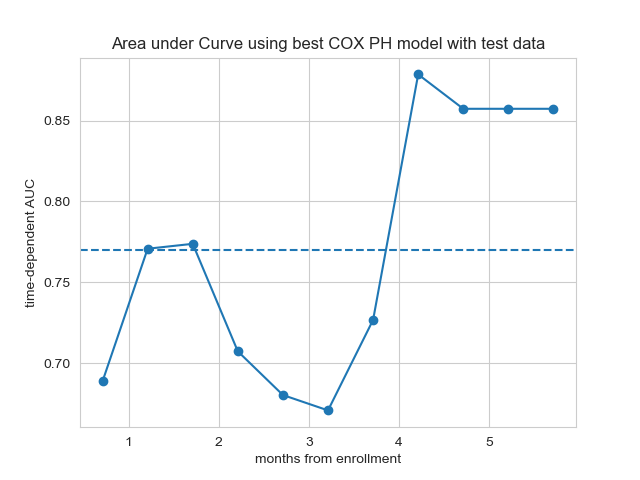 Area under Curve using best COX PH model with test data
time-dependent AUC
0.85
0.80
0.75
0.70
1 2 3 4 5
months from enrollment